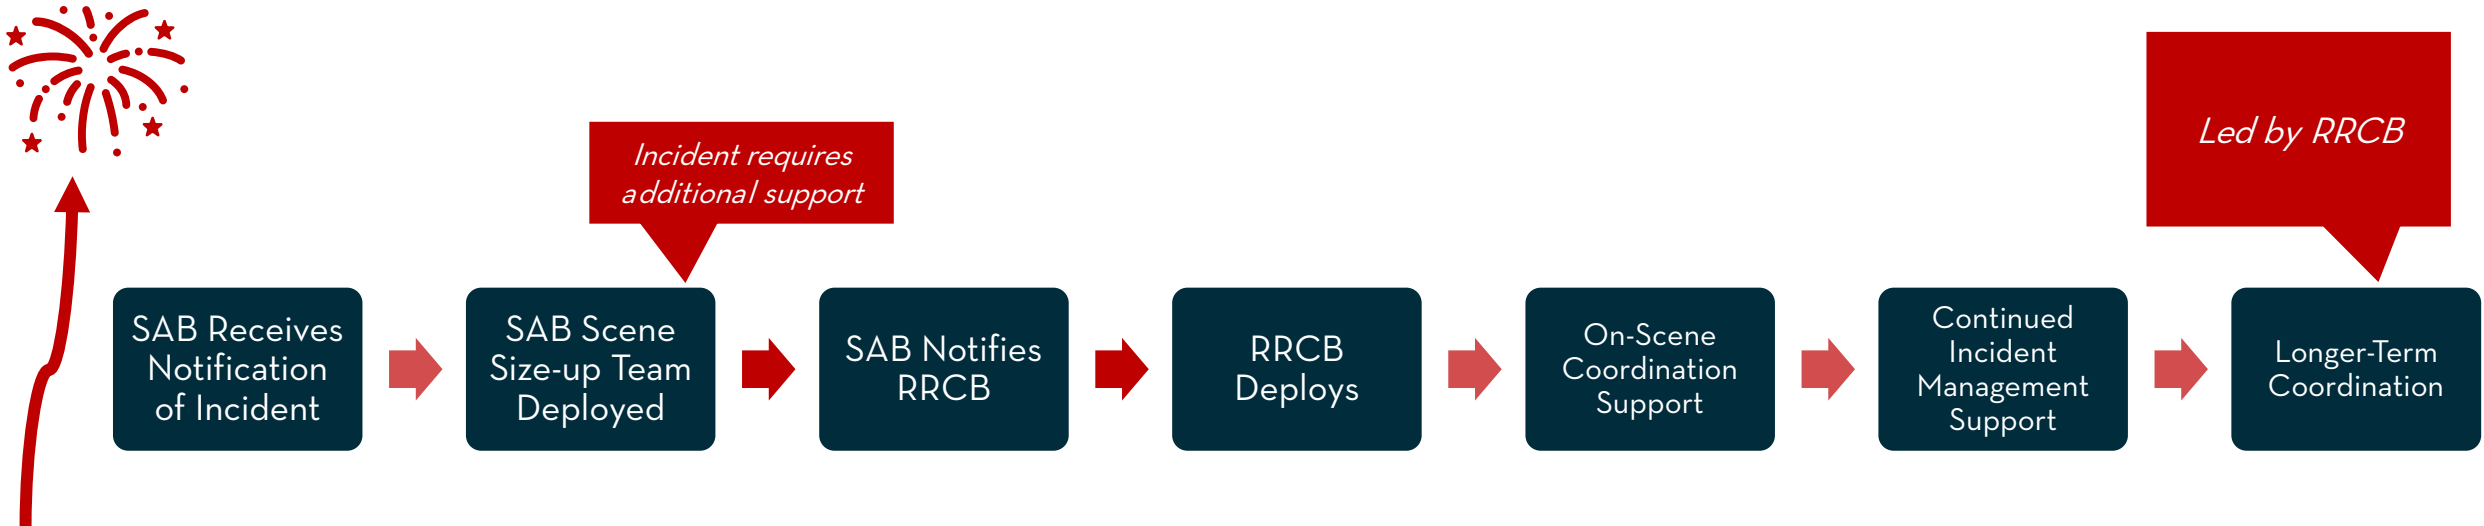 Incident requires
additional support
Led by RRCB
SAB Receives
Notification
of Incident
SAB Scene
Size-up Team
Deployed
SAB Notifies
RRCB
RRCB
Deploys
On-Scene
Coordination
Support
Continued
Incident
Management
Support
Longer-Term
Coordination